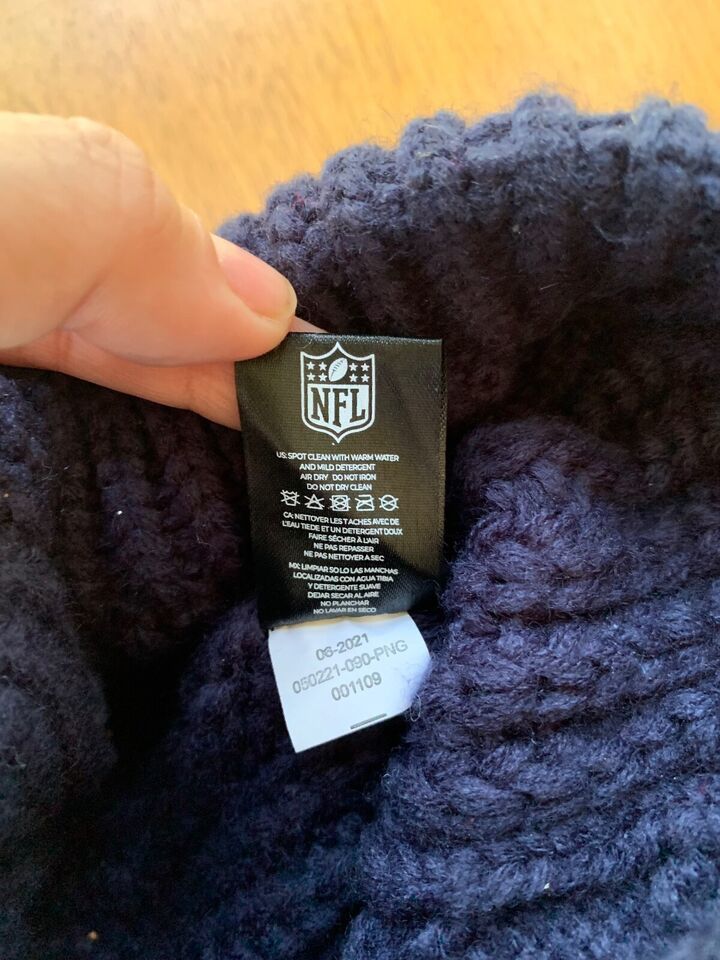 NFL
US: SPOT CLEAN WITH WARM WATER
AND MILD DETERGENT
AIR DRY DO NOT IRON
DO NOT DRY CLEAN
CA: NETTOYER LES TACHES AVEC DE
L'EAU TIEDE ET UN DETERGENT DOUX
FAIRE SÉCHER À L'AIR
NE PAS REPASSER
NE PAS NETTOYER A SEC
MX: LIMPIAR SO LO LAS MANCHAS
LOCALIZADAS CON AGUA TIBIA
Y DETERGENTE SUAVE
DEJAR SECAR AL AIRE
NO PLANCHAR
NO LAVAR EN SECO
06-2021
050221-090-PNG
001109